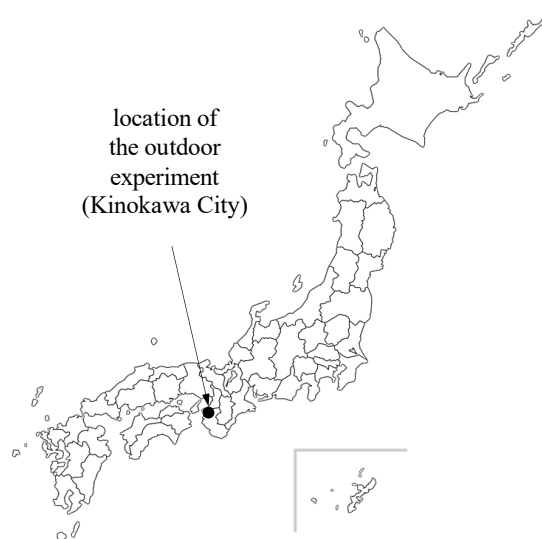 location of
the outdoor
experiment
(Kinokawa City)